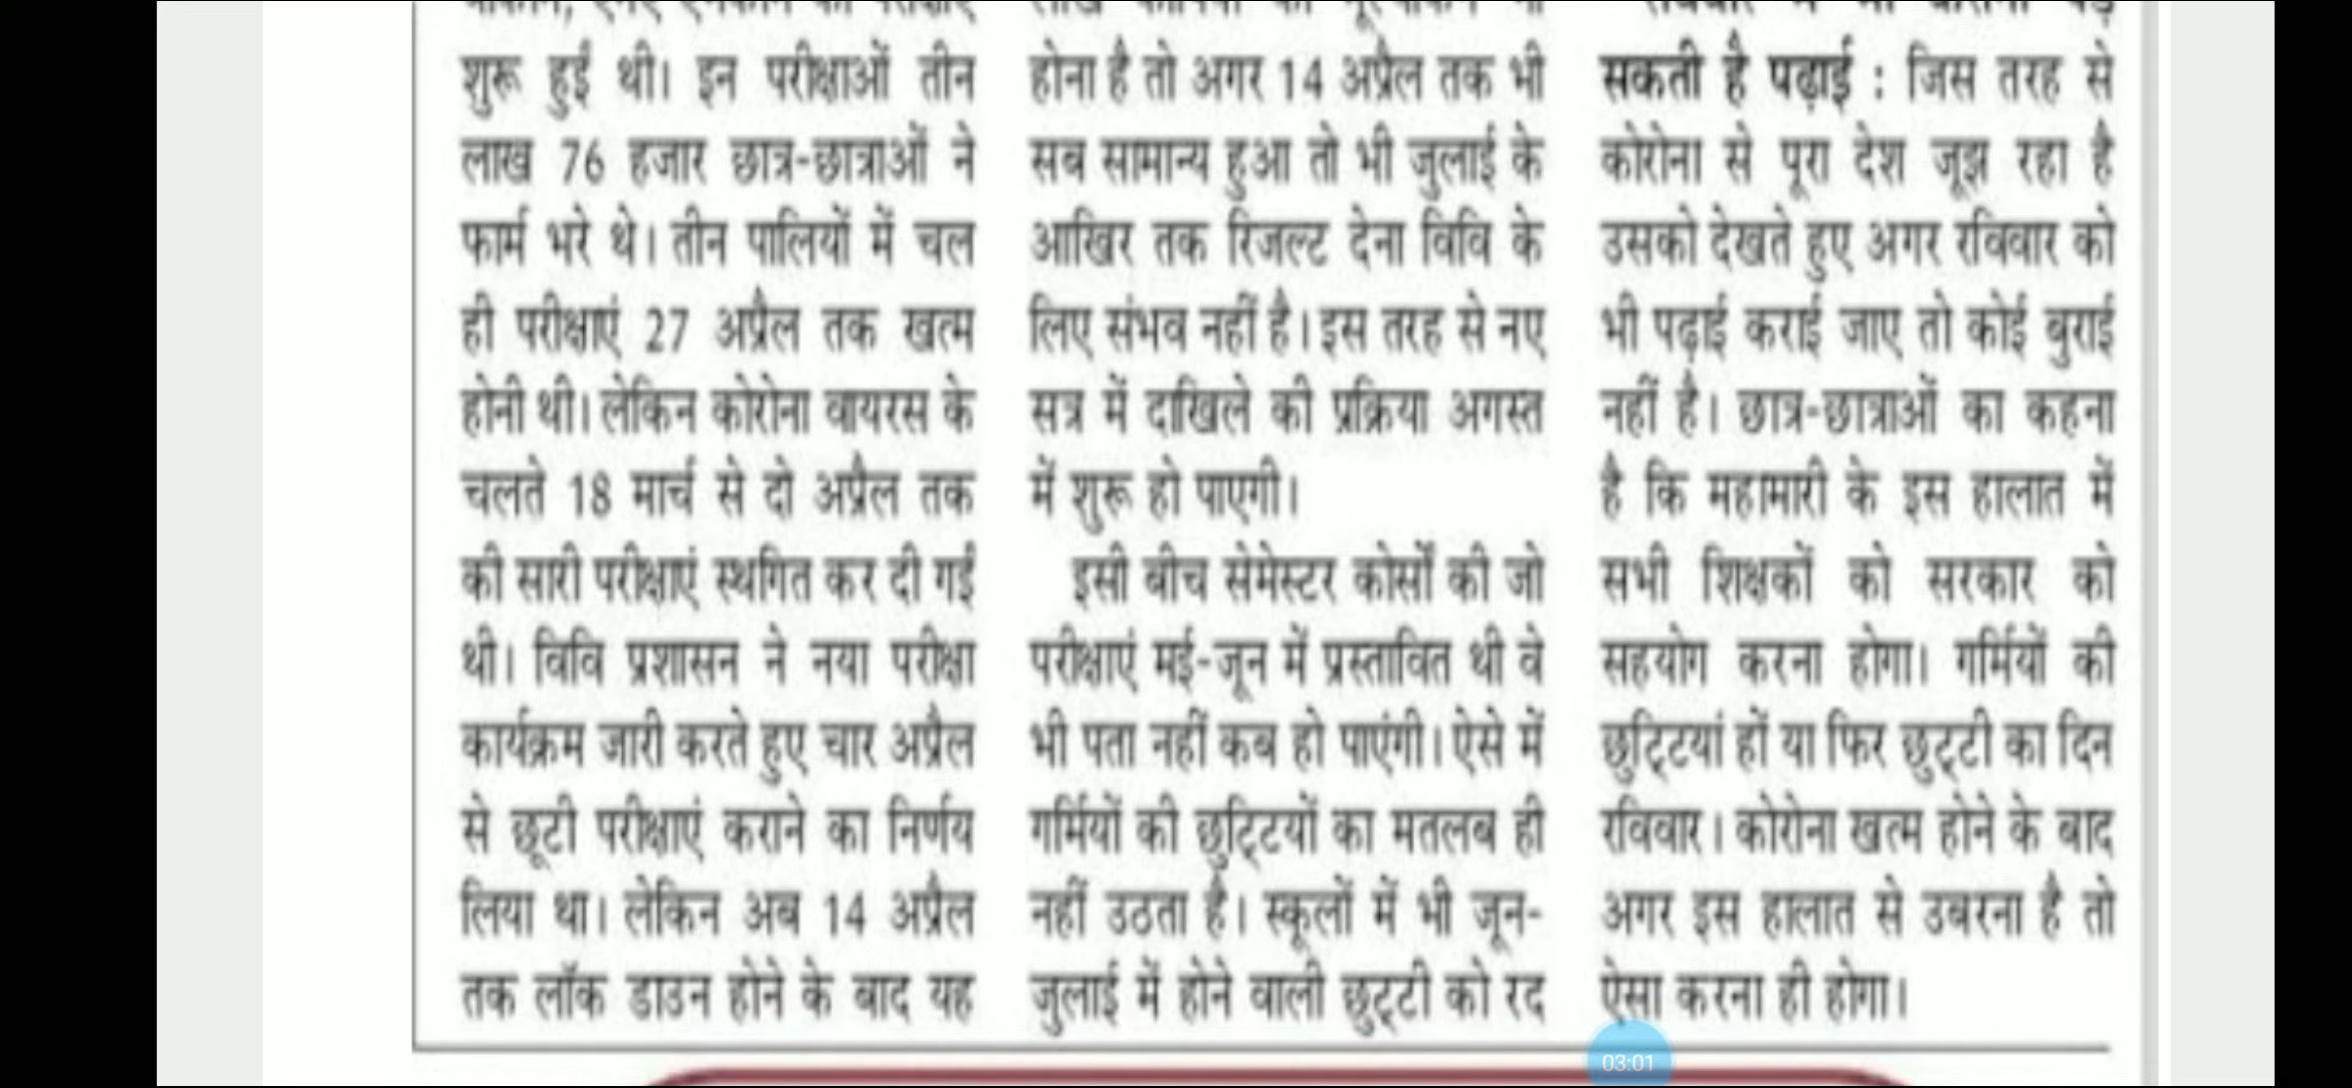 शुरू हुई थी। इन परीक्षाओं तीन
लाख 76 हजार छात्र-छात्राओं ने
फार्म भरे थे। तीन पालियों में चल
ही परीक्षाएं 27 अप्रैल तक खत्म
होनी थी। लेकिन कोरोना वायरस के
चलते 18 मार्च से दो अप्रैल तक
की सारी परीक्षाएं स्थगित कर दी गई
थी। विवि प्रशासन ने नया परीक्षा
कार्यक्रम जारी करते हुए चार अप्रैल
से छूटी परीक्षाएं कराने का निर्णय
लिया था। लेकिन अब 14 अप्रैल
तक लॉक डाउन होने के बाद यह
होना है तो अगर 14 अप्रैल तक भी
सब सामान्य हुआ तो भी जुलाई के
आखिर तक रिजल्ट देना विवि के
लिए संभव नहीं है। इस तरह से नए
सत्र में दाखिले की प्रक्रिया अगस्त
में शुरू हो पाएगी।
इसी बीच सेमेस्टर कोर्सों की जो
परीक्षाएं मई-जून में प्रस्तावित थी वे
भी पता नहीं कब हो पाएंगी। ऐसे में
गर्मियों की छुट्टियों का मतलब ही
नहीं उठता है। स्कूलों में भी जून-
जुलाई में होने वाली छुट्टी को रद
सकती है पढ़ाई : जिस तरह से
कोरोना से पूरा देश जूझ रहा है
उसको देखते हुए अगर रविवार को
भी पढ़ाई कराई जाए तो कोई बुराई
नहीं है। छात्र-छात्राओं का कहना
है कि महामारी के इस हालात में
सभी शिक्षकों को सरकार को
सहयोग करना होगा। गर्मियों की
छुट्टियां हों या फिर छुट्टी का दिन
रविवार। कोरोना खत्म होने के बाद
अगर इस हालात से उबरना है तो
ऐसा करना ही होगा।
03:01